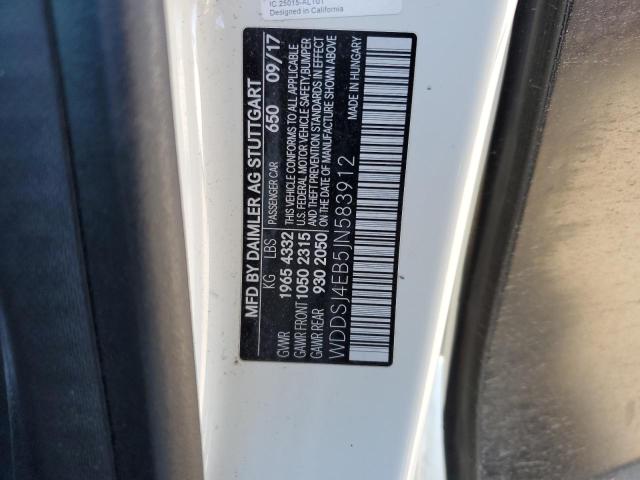 IC:25015-AL101
Designed in California
MFD BY DAIMLER AG STUTTGART
PASSENGER CAR 650 09/17
KG LBS
GVWR 1965 4332
GAWR FRONT 1050 2315
GAWR REAR 930 2050
THIS VEHICLE CONFORMS TO ALL APPLICABLE
U.S. FEDERAL MOTOR VEHICLE SAFETY, BUMPER
AND THEFT PREVENTION STANDARDS IN EFFECT
ON DATE OF MANUFACTURE SHOWN ABOVE
MADE IN HUNGARY
WDDSJ4EB5JN583912